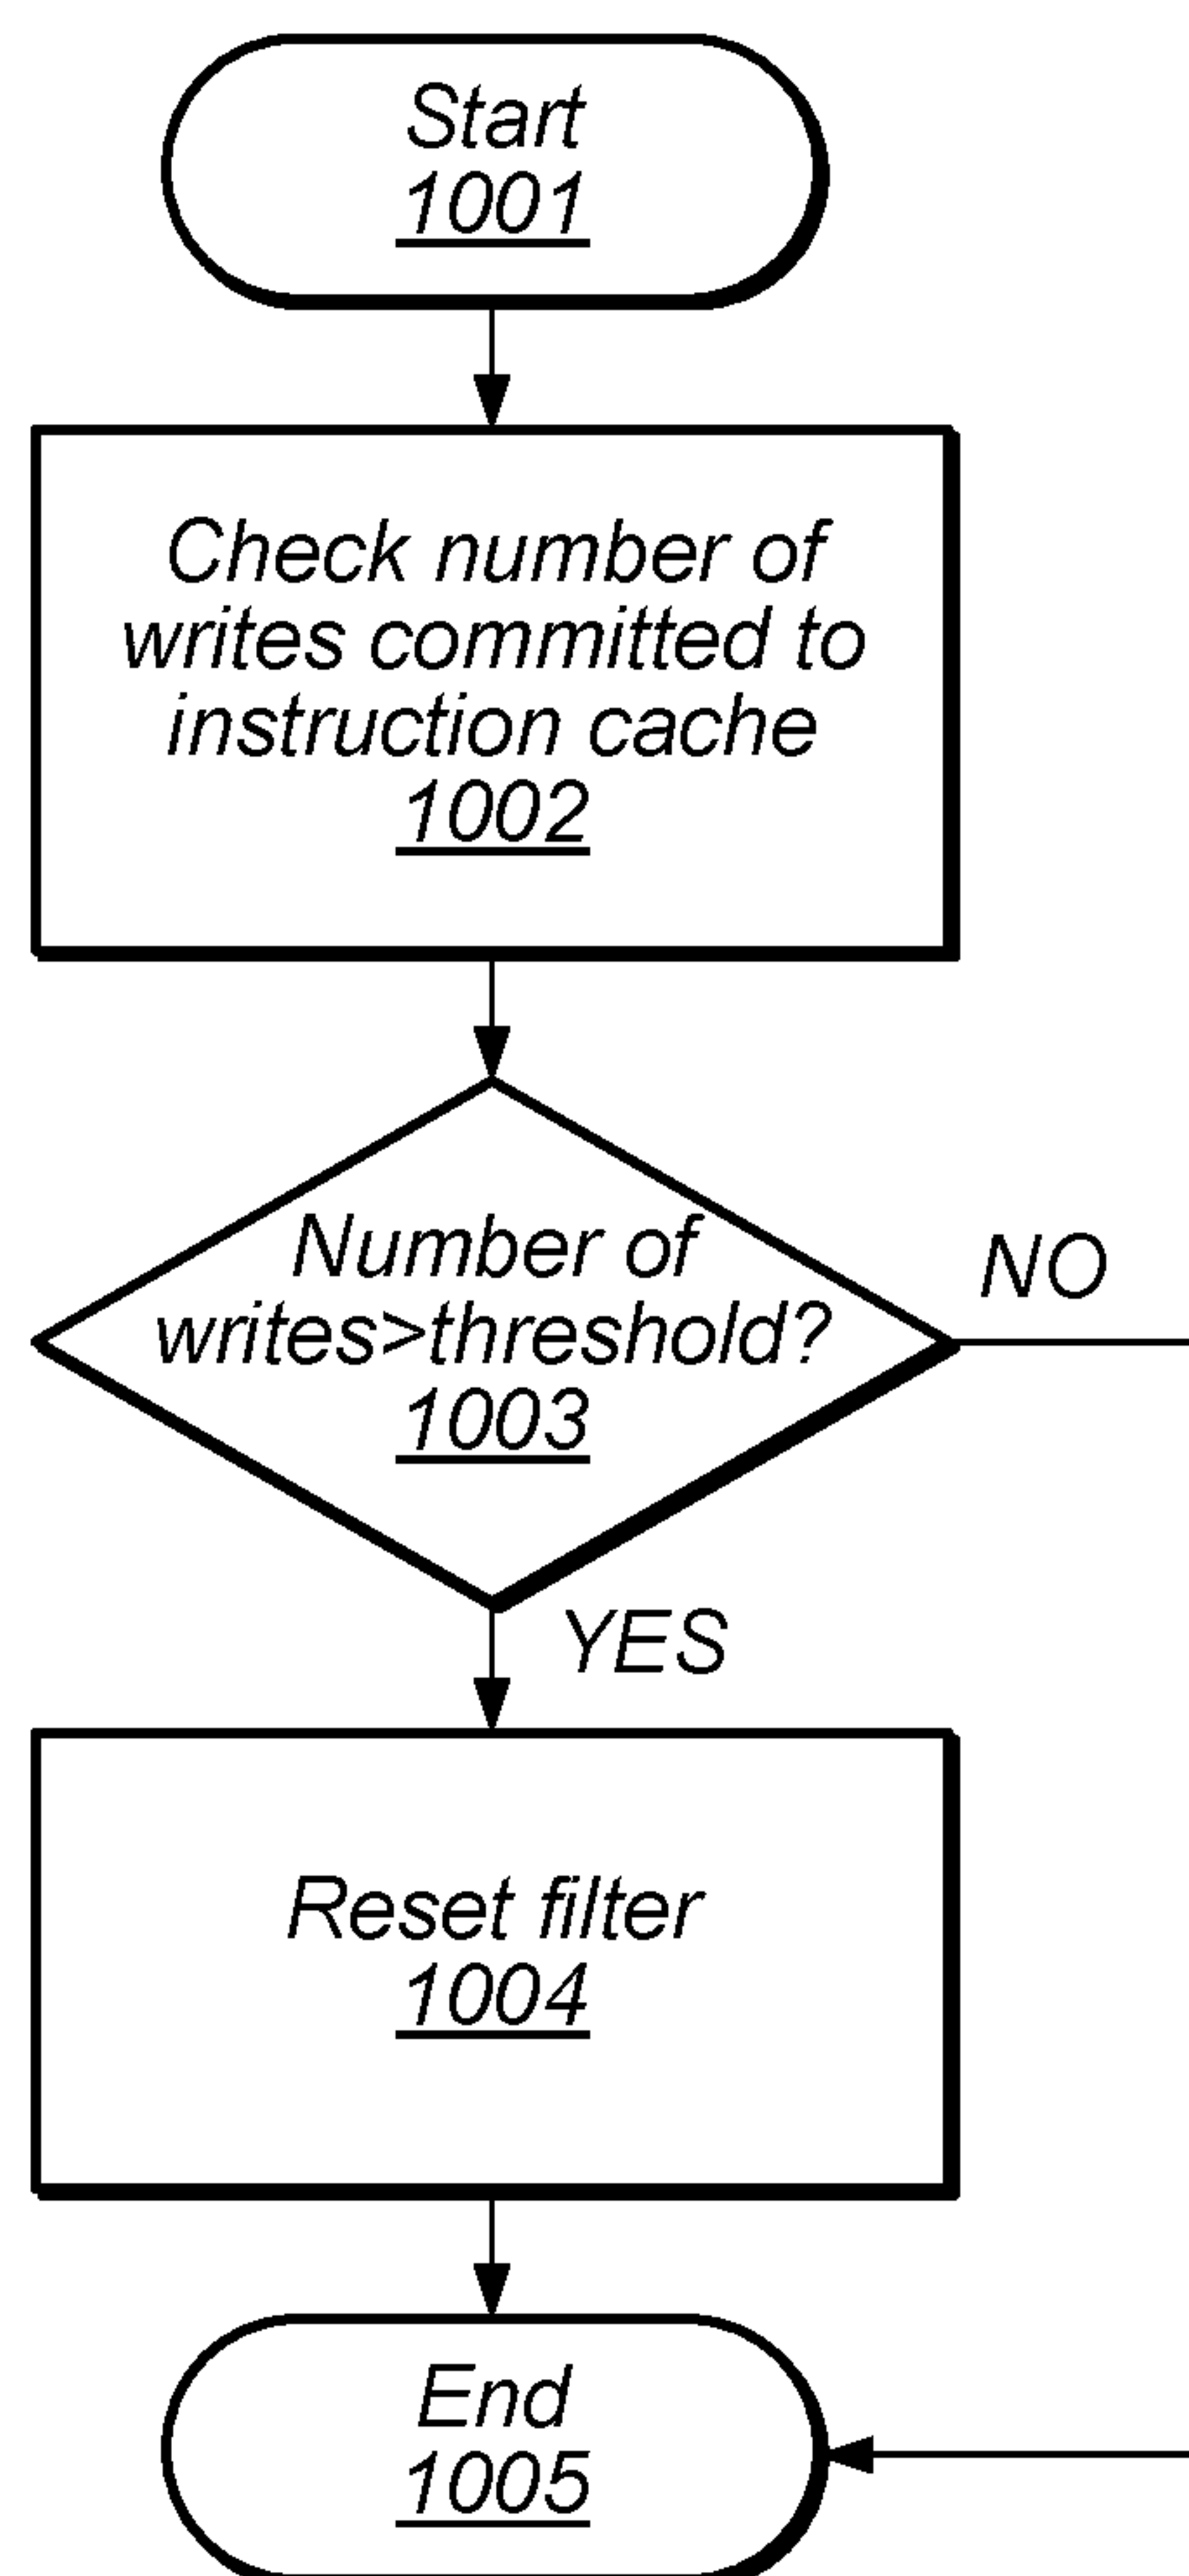 Start
1001
Check number of
writes committed to
instruction cache
1002
Number of
writes>threshold?
1003
NO
YES
Reset filter
1004
End
1005